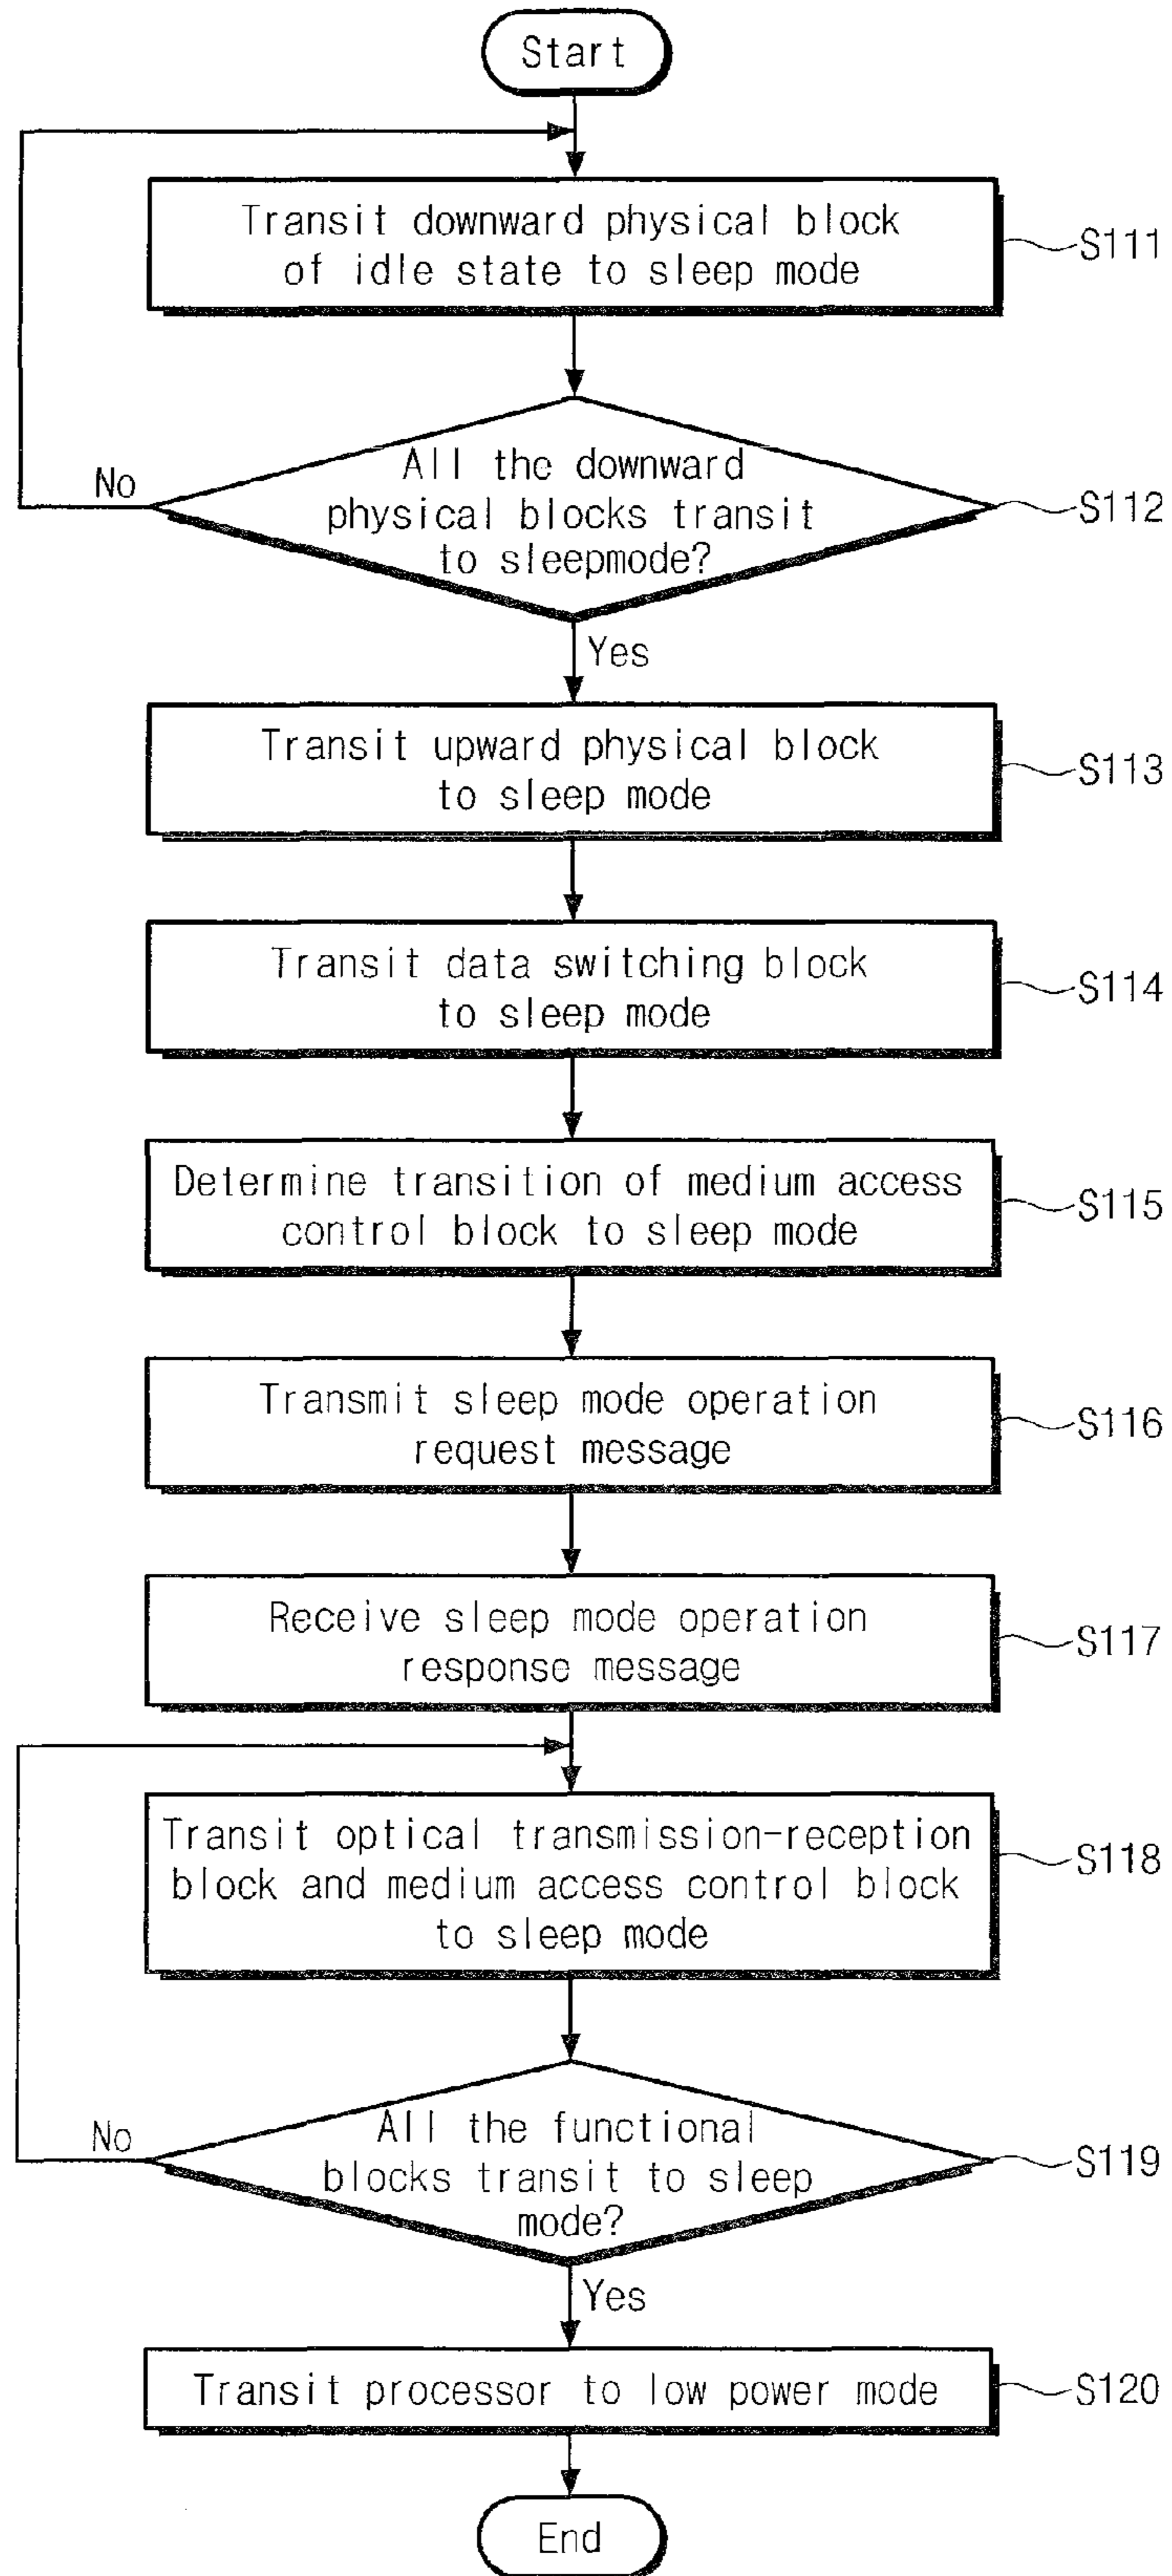 Start
Transit downward physical block
of idle state to sleep mode
S111
No
All the downward
physical blocks transit
to sleepmode?
S112
Yes
Transit upward physical block
to sleep mode
S113
Transit data switching block
to sleep mode
S114
Determine transition of medium access
control block to sleep mode
S115
Transmit sleep mode operation
request message
S116
Receive sleep mode operation
response message
S117
Transit optical transmission-reception
block and medium access control block
to sleep mode
S118
No
All the functional
blocks transit to sleep
mode?
S119
Yes
Transit processor to low power mode
S120
End